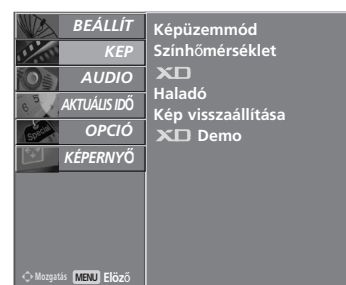 BEÁLLÍT
KEP
AUDIO
AKTUÁLIS IDŐ
OPCIÓ
KÉPERNYŐ
Képüzemmód
Színhőmérséklet
XD
Haladó
Kép visszaállítása
XD Demo
Mozgatás MENU Előző